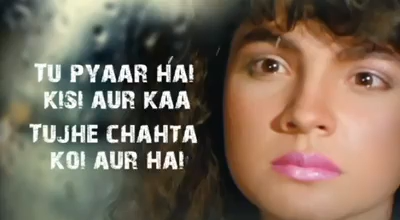 TU PYAAR HAI
KISI AUR KAA
TUJHE CHAHTA
KOI AUR HAI